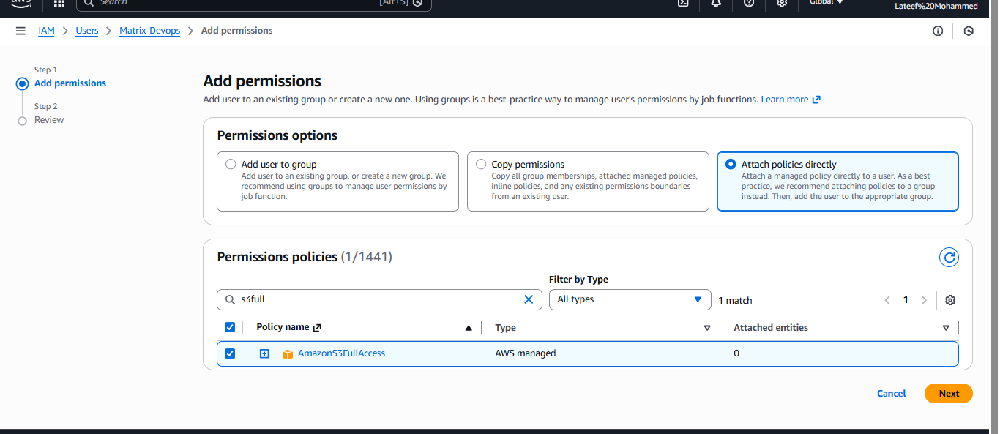 aws
Search
[Alt+S]
Global
Lateef%20Mohammed
IAM
Users
Matrix-Devops
Add permissions
Step 1
Add permissions
Step 2
Review
Add permissions
Add user to an existing group or create a new one. Using groups is a best-practice way to manage user's permissions by job functions. Learn more
Permissions options
Add user to group
Add user to an existing group, or create a new group. We
recommend using groups to manage user permissions by
job function.
Copy permissions
Copy all group memberships, attached managed policies,
inline policies, and any existing permissions boundaries
from an existing user.
Attach policies directly
Attach a managed policy directly to a user. As a best
practice, we recommend attaching policies to a group
instead. Then, add the user to the appropriate group.
Permissions policies (1/1441)
Filter by Type
s3full
All types
1 match
1
Policy name
Type
Attached entities
AmazonS3FullAccess
AWS managed
0
Cancel
Next